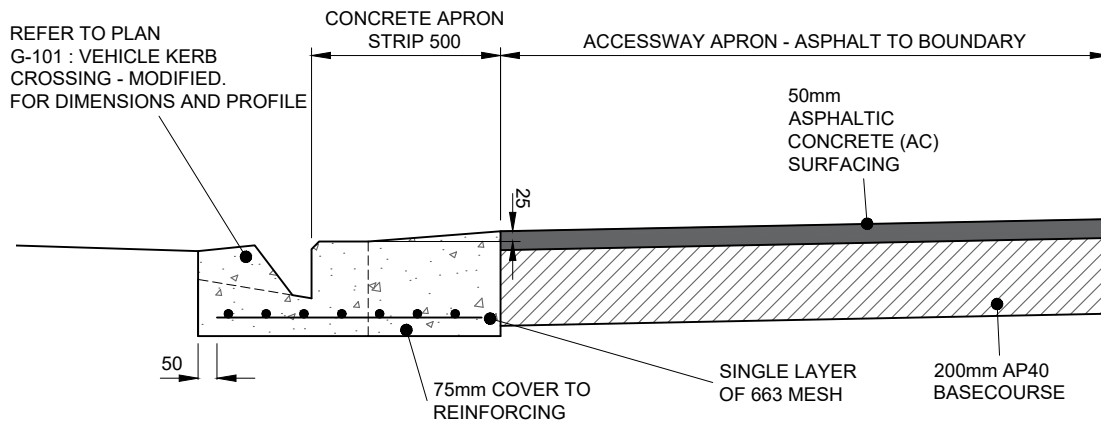 REFER TO PLAN
G-101 : VEHICLE KERB
CROSSING - MODIFIED.
FOR DIMENSIONS AND PROFILE
CONCRETE APRON
STRIP 500
ACCESSWAY APRON - ASPHALT TO BOUNDARY
50mm
ASPHALTIC
CONCRETE (AC)
SURFACING
25
50
75mm COVER TO
REINFORCING
SINGLE LAYER
OF 663 MESH
200mm AP40
BASECOURSE